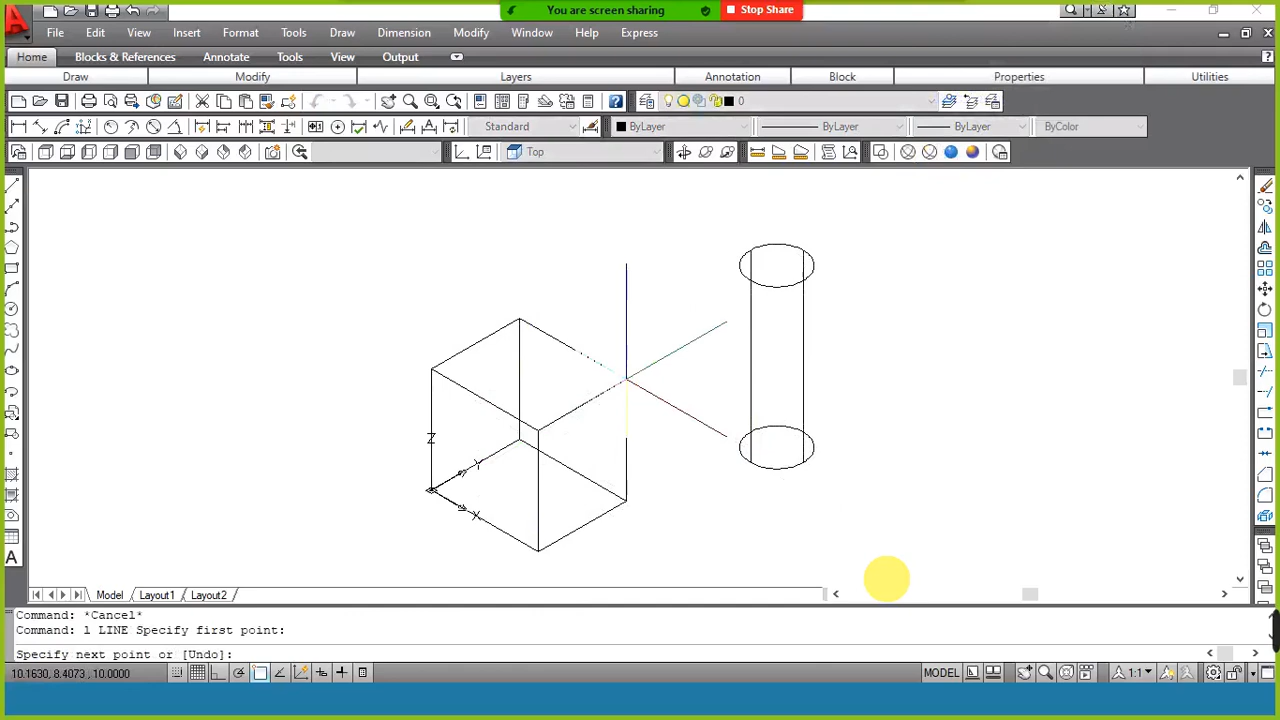 You are screen sharing
Stop Share
File Edit View Insert Format Tools Draw Dimension Modify Window Help Express
Home Blocks & References Annotate Tools View Output
Draw Modify Layers Annotation Block Properties Utilities
0
Standard ByLayer ByLayer ByLayer ByColor
Top
Z
Y
X
A
Model Layout1 Layout2
Command: *Cancel*
Command: l LINE Specify first point:
Specify next point or [Undo]:
10.1630, 8.4073, 10.0000 MODEL 1:1